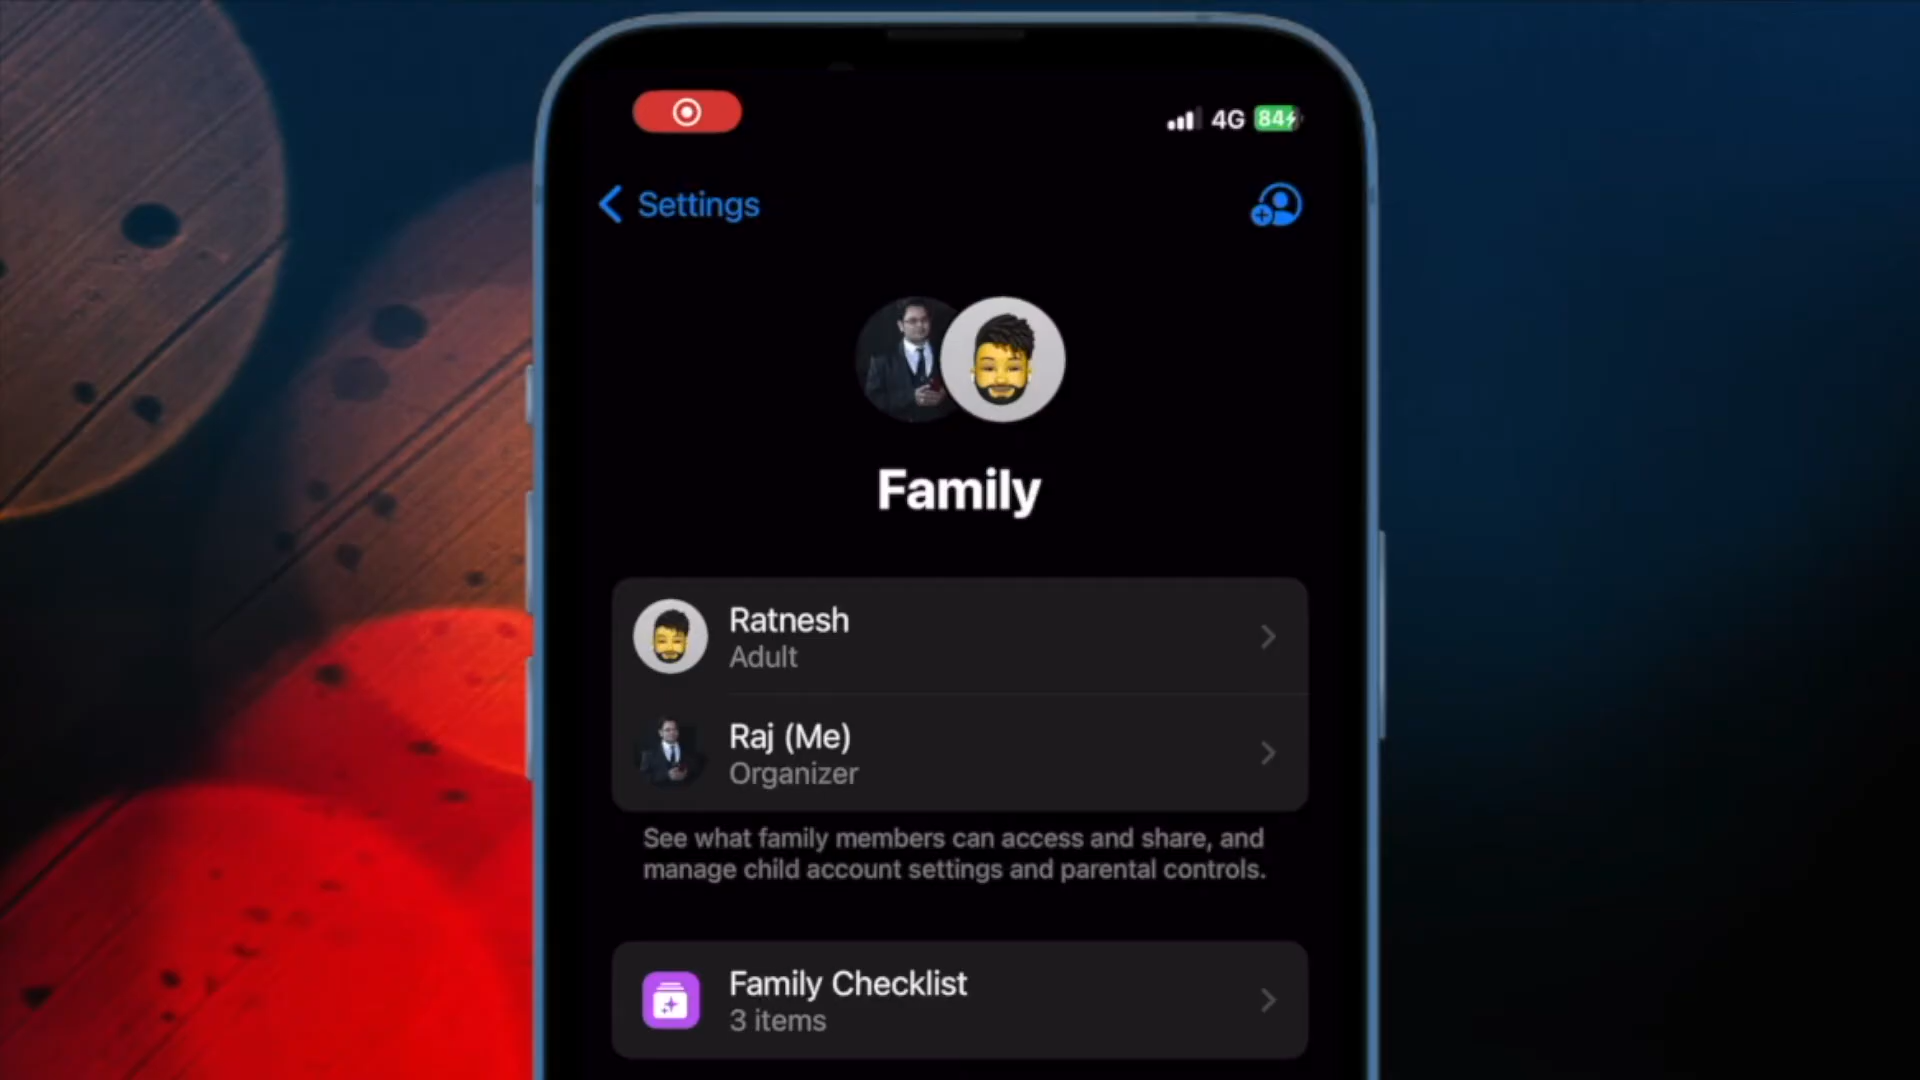 4G 84
Settings
Family
Ratnesh
Adult
Raj (Me)
Organizer
See what family members can access and share, and
manage child account settings and parental controls.
Family Checklist
3 items